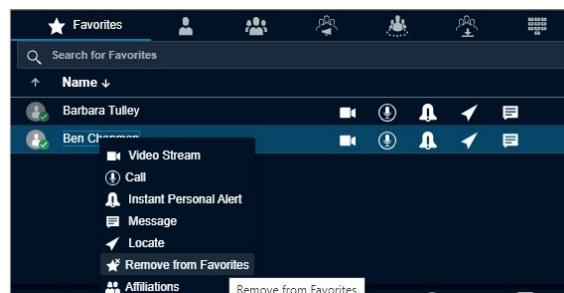 Favorites
Search for Favorites
Name
Barbara Tulley
Ben Chapman
Video Stream
Call
Instant Personal Alert
Message
Locate
Remove from Favorites
Affiliations
Remove from Favorites